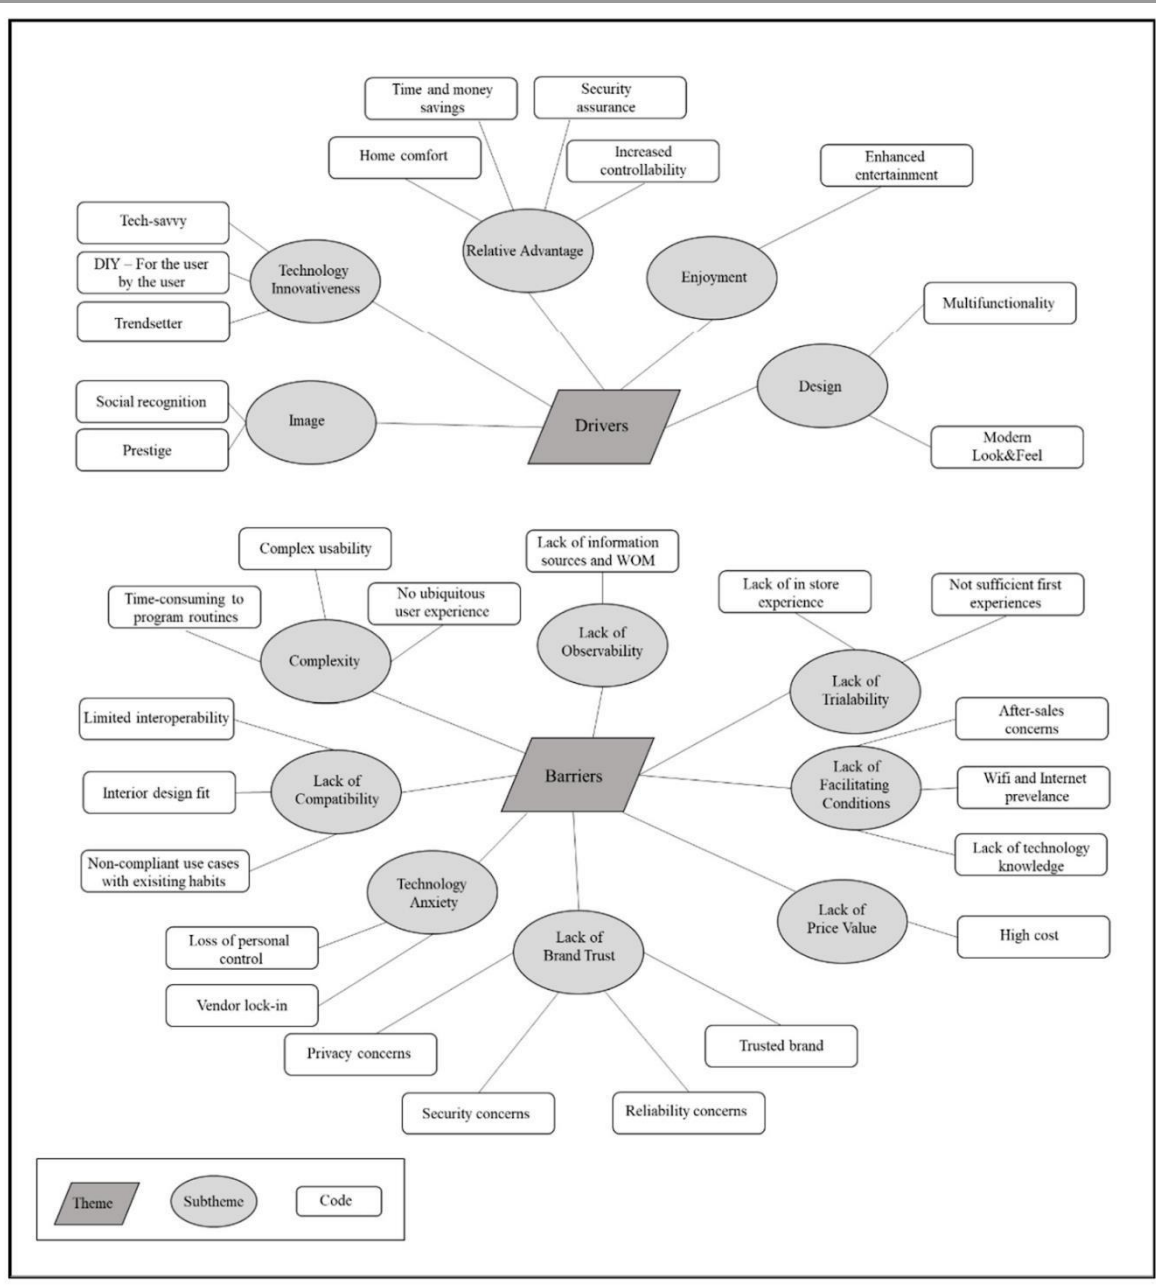 Time and money
savings
Security
assurance
Home comfort
Increased
controllability
Enhanced
entertainment
Tech-savvy
DIY – For the user
by the user
Trendsetter
Technology
Innovativeness
Relative Advantage
Enjoyment
Multifunctionality
Design
Modern
Look&Feel
Social recognition
Prestige
Image
Drivers
Complex usability
Lack of information
sources and WOM
Time-consuming to
program routines
No ubiquitous
user experience
Lack of in store
experience
Not sufficient first
experiences
Complexity
Lack of
Observability
Lack of
Trialability
Limited interoperability
After-sales
concerns
Barriers
Interior design fit
Lack of
Compatibility
Lack of
Facilitating
Conditions
Wifi and Internet
prevelance
Non-compliant use cases
with exisiting habits
Lack of technology
knowledge
Technology
Anxiety
Lack of
Price Value
High cost
Loss of personal
control
Lack of
Brand Trust
Vendor lock-in
Privacy concerns
Trusted brand
Security concerns
Reliability concerns
Theme
Subtheme
Code